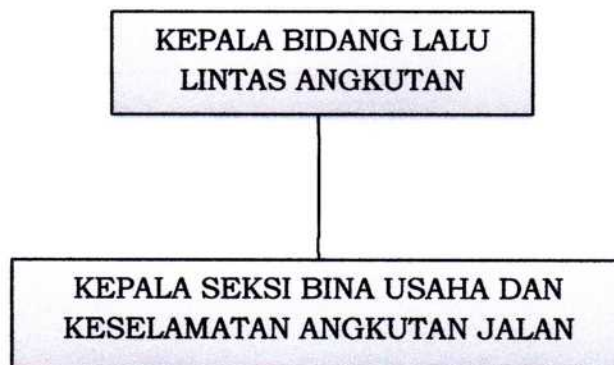 KEPALA BIDANG LALU
LINTAS ANGKUTAN
KEPALA SEKSI BINA USAHA DAN
KESELAMATAN ANGKUTAN JALAN